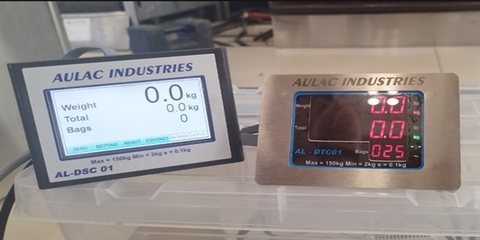 AULAC INDUSTRIES
Weight 0.0 kg
Total 0.0 kg
Bags 0
ZERO SETTING RESET CONTACT
Max = 150kg Min = 2kg e = 0.1kg
AL-DSC 01
AULAC INDUSTRIES
Weight 0.0
Total 0.0
AL - DTC01 Bags 025
Max = 150kg Min = 2kg e = 0.1kg